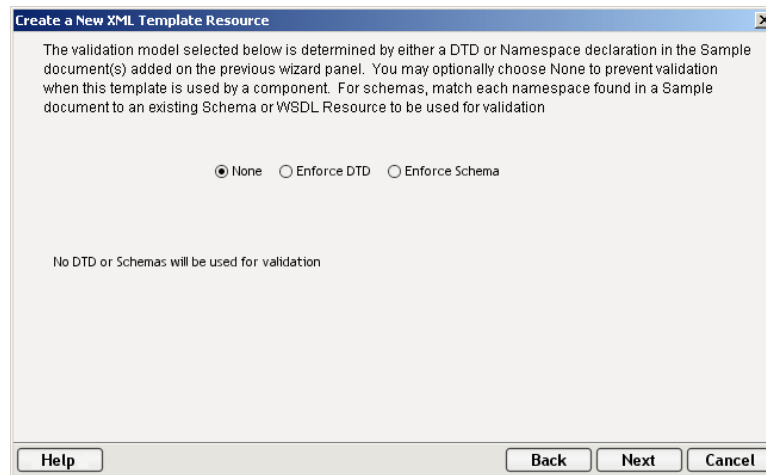 Create a New XML Template Resource
The validation model selected below is determined by either a DTD or Namespace declaration in the Sample
document(s) added on the previous wizard panel. You may optionally choose None to prevent validation
when this template is used by a component. For schemas, match each namespace found in a Sample
document to an existing Schema or WSDL Resource to be used for validation
None Enforce DTD Enforce Schema
No DTD or Schemas will be used for validation
Help Back Next Cancel